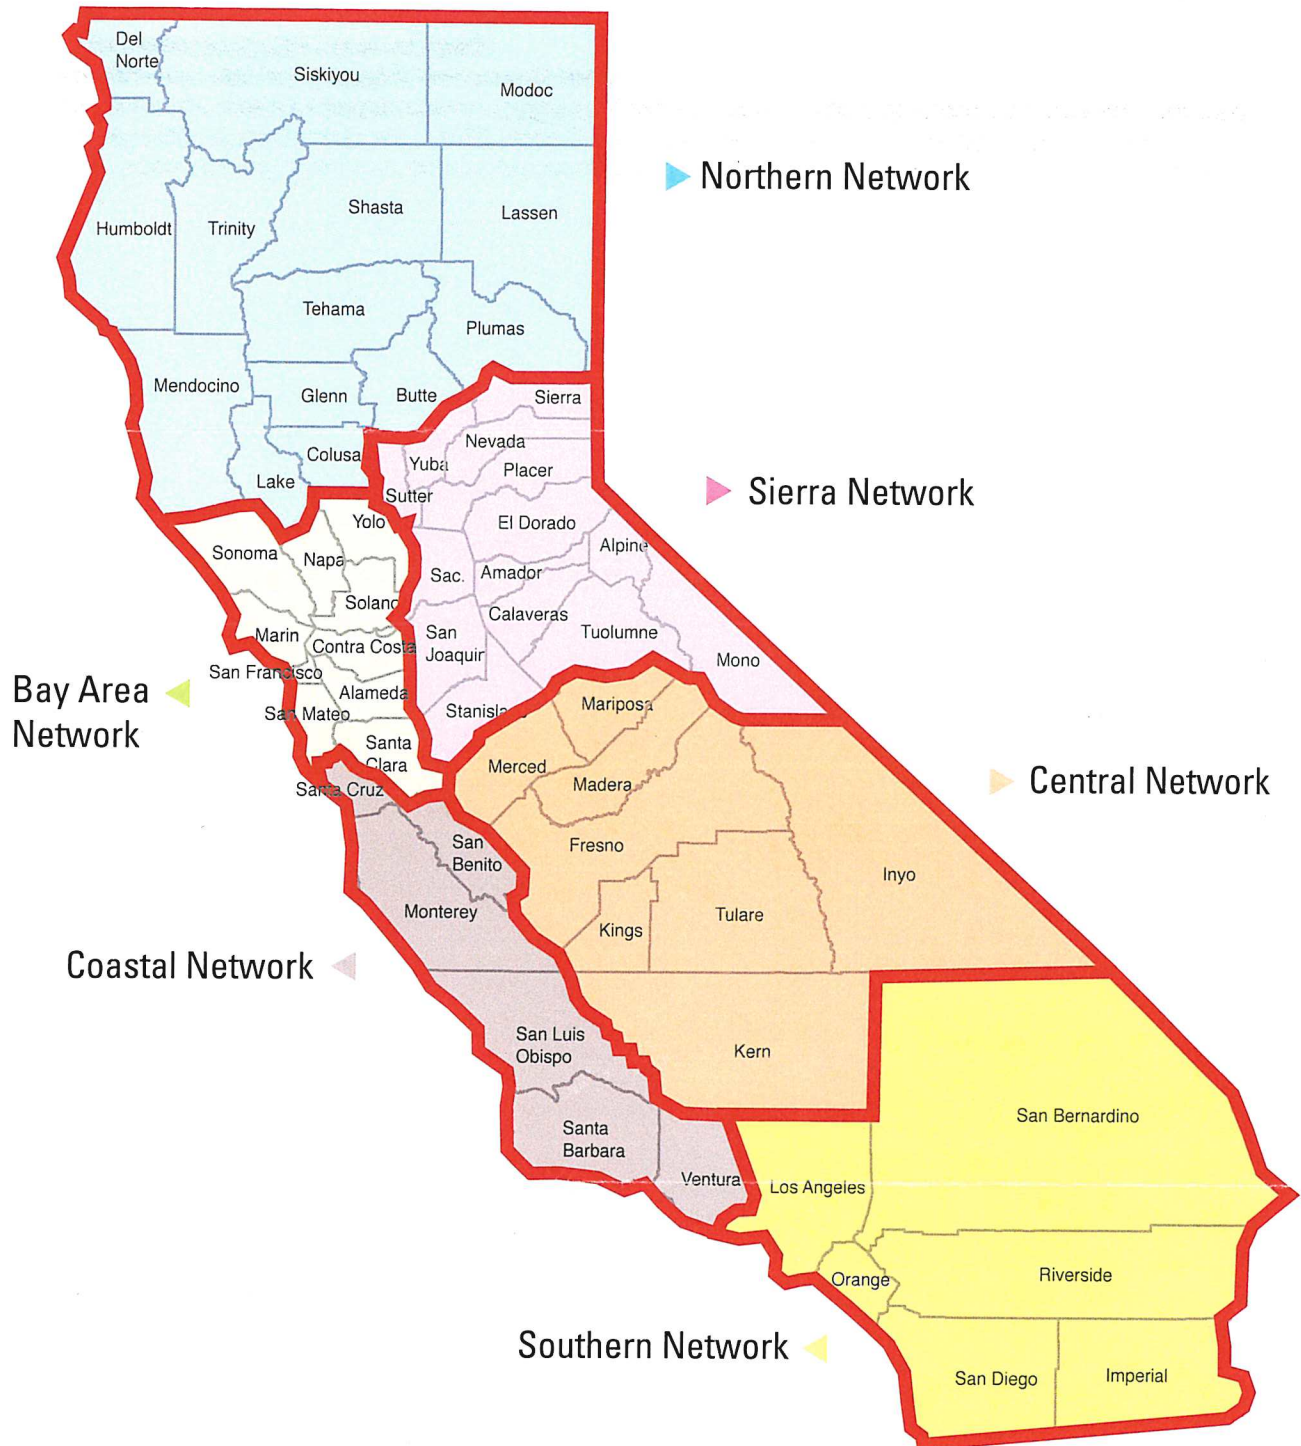 Del
Norte
Siskiyou
Modoc
Northern Network
Shasta
Lassen
Humboldt
Trinity
Tehama
Plumas
Mendocino
Glenn
Butte
Sierra
Nevada
Colusa
Yuba
Placer
Lake
Sutter
Sierra Network
Yolo
El Dorado
Sonoma
Napa
Alpine
Sac.
Amador
Solano
Calaveras
Marin
Contra Costa
San
Joaquin
Tuolumne
Mono
San Francisco
Bay Area
Network
Alameda
San Mateo
Mariposa
Santa
Clara
Merced
Madera
Central Network
Santa Cruz
San
Benito
Fresno
Inyo
Monterey
Kings
Tulare
Coastal Network
San Luis
Obispo
Kern
San Bernardino
Santa
Barbara
Ventura
Los Angeles
Orange
Riverside
Southern Network
San Diego
Imperial